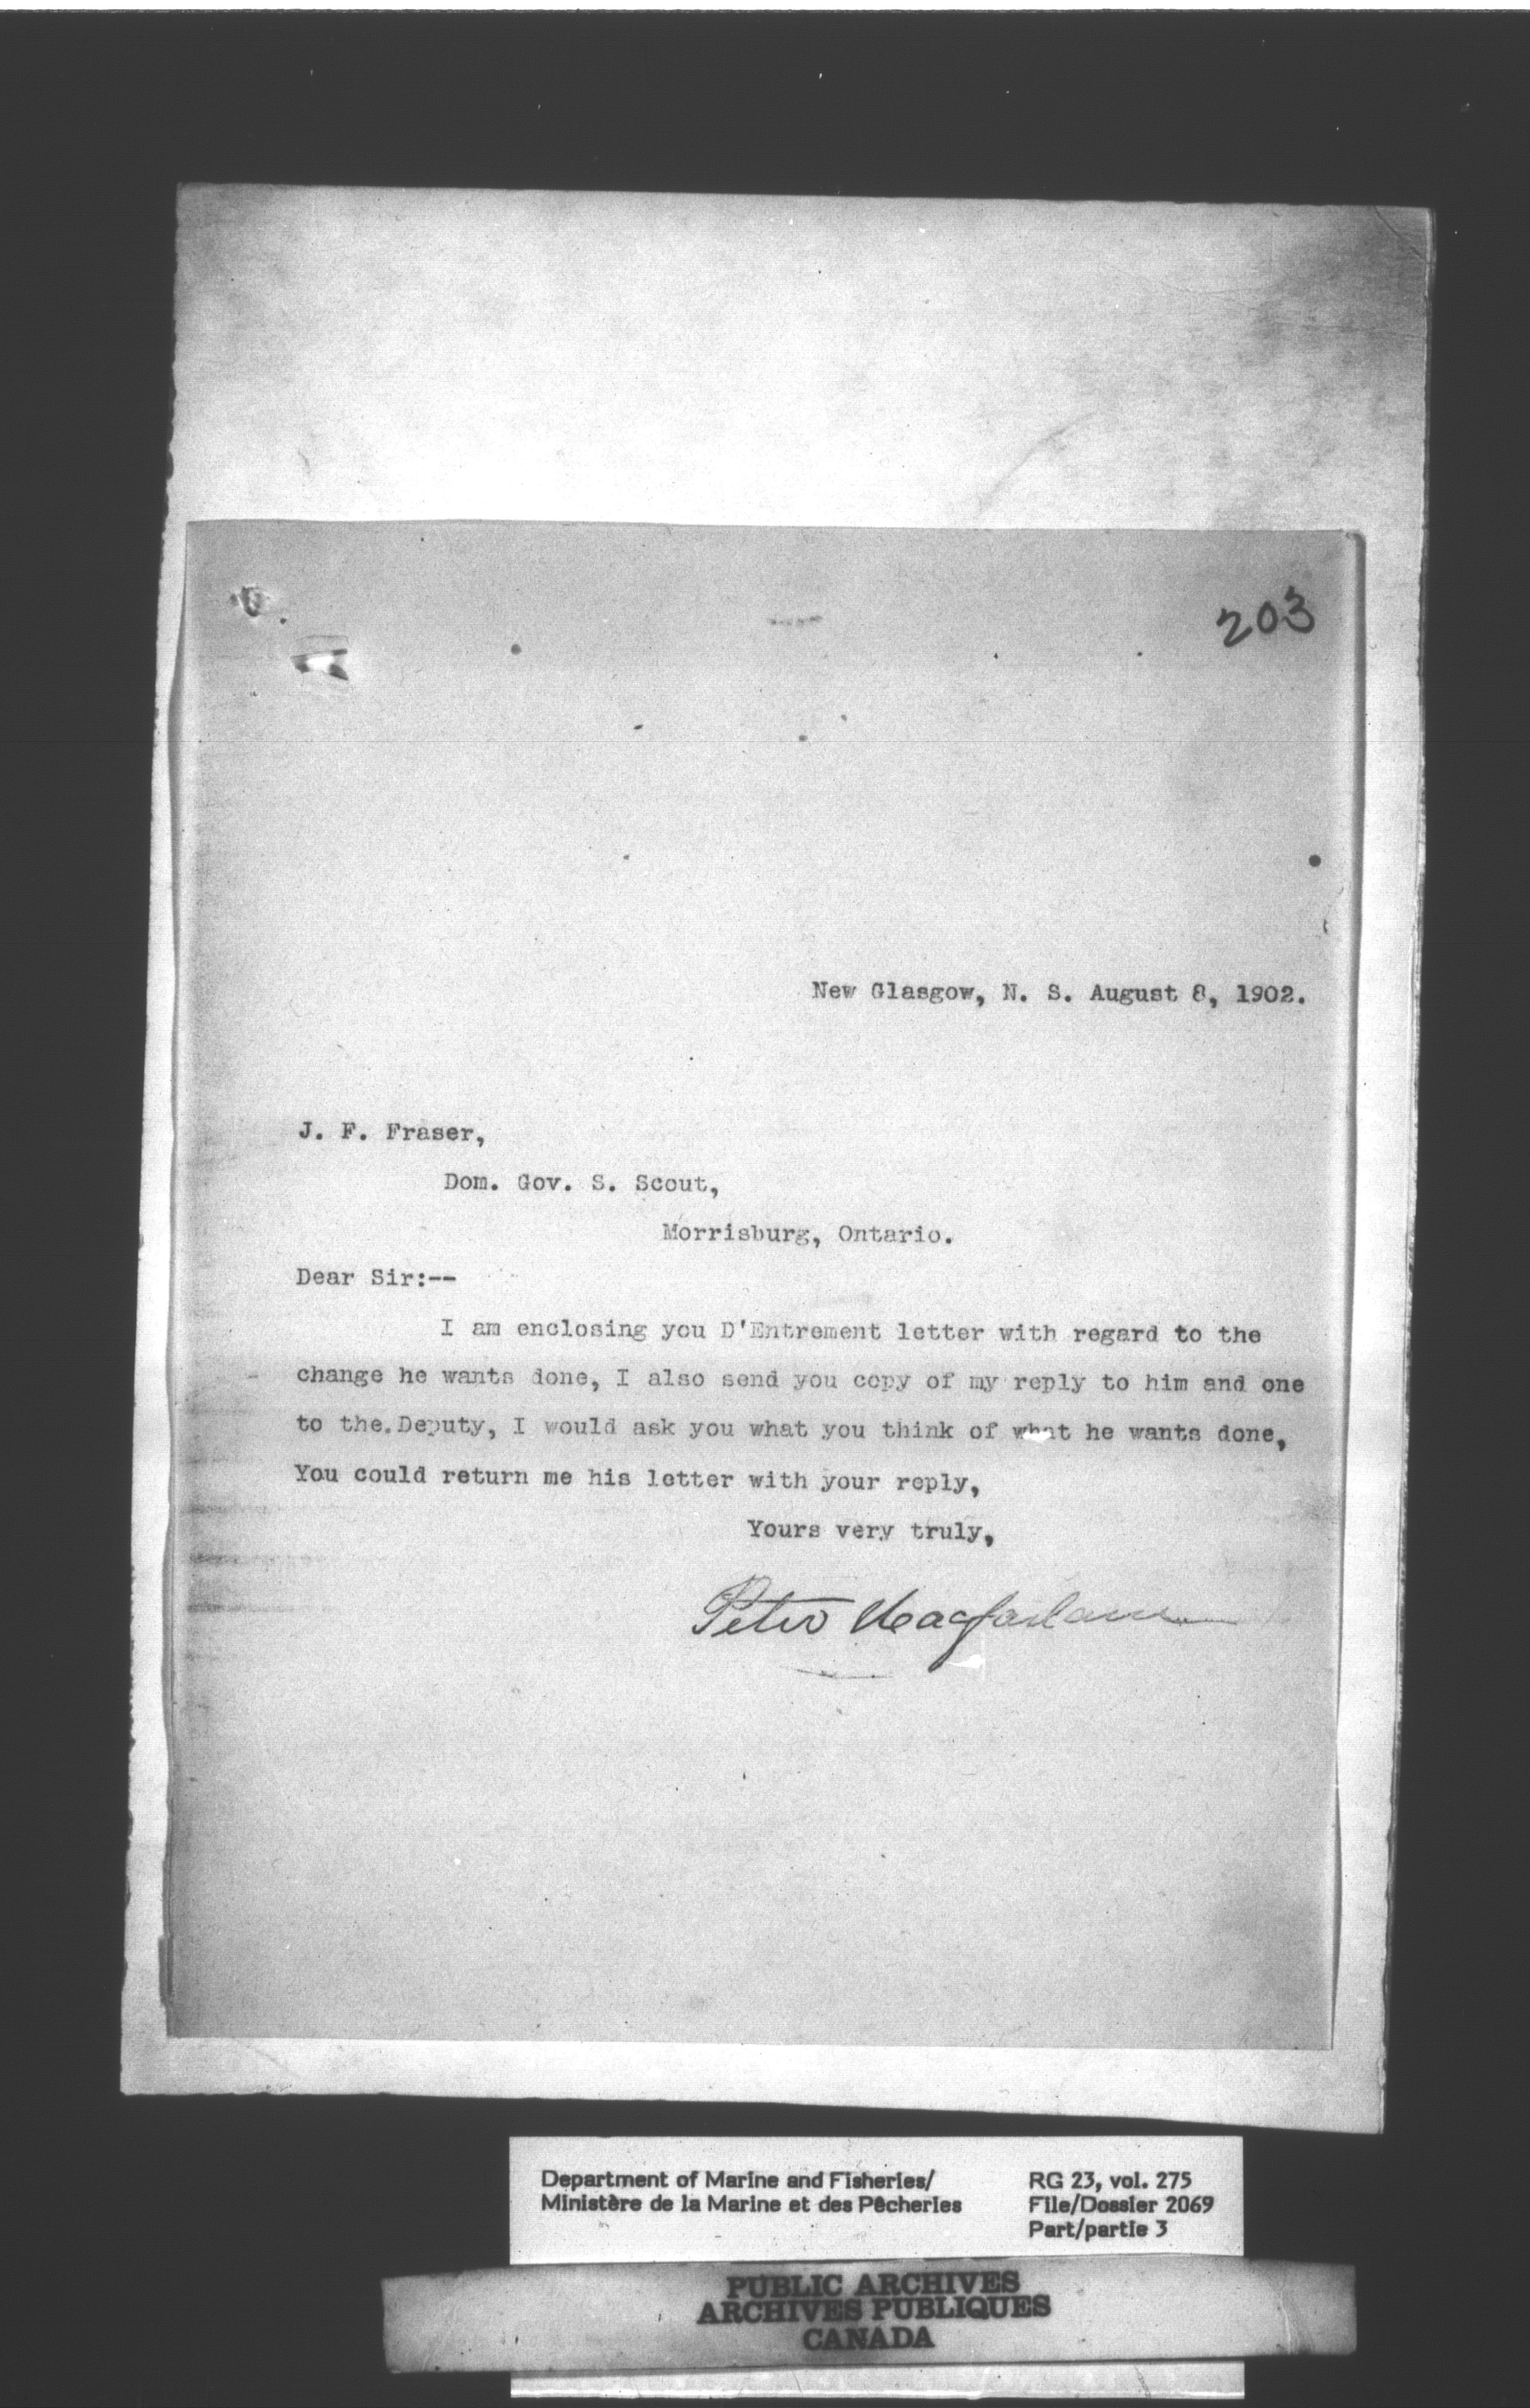 203
New Glasgow, N. S. August 8, 1902.
J. F. Fraser,
Dom. Gov. S. Scout,
Morrisburg, Ontario.
Dear Sir:--
I am enclosing you D'Entrement letter with regard to the
change he wants done, I also send you copy of my reply to him and one
to the.Deputy, I would ask you what you think of what he wants done,
You could return me his letter with your reply,
Yours very truly,
Peter Macfarlane
Department of Marine and Fisheries/
Ministère de la Marine et des Pêcheries
RG 23, vol. 275
File/Dossier 2069
Part/partie 3
PUBLIC ARCHIVES
ARCHIVES PUBLIQUES
CANADA